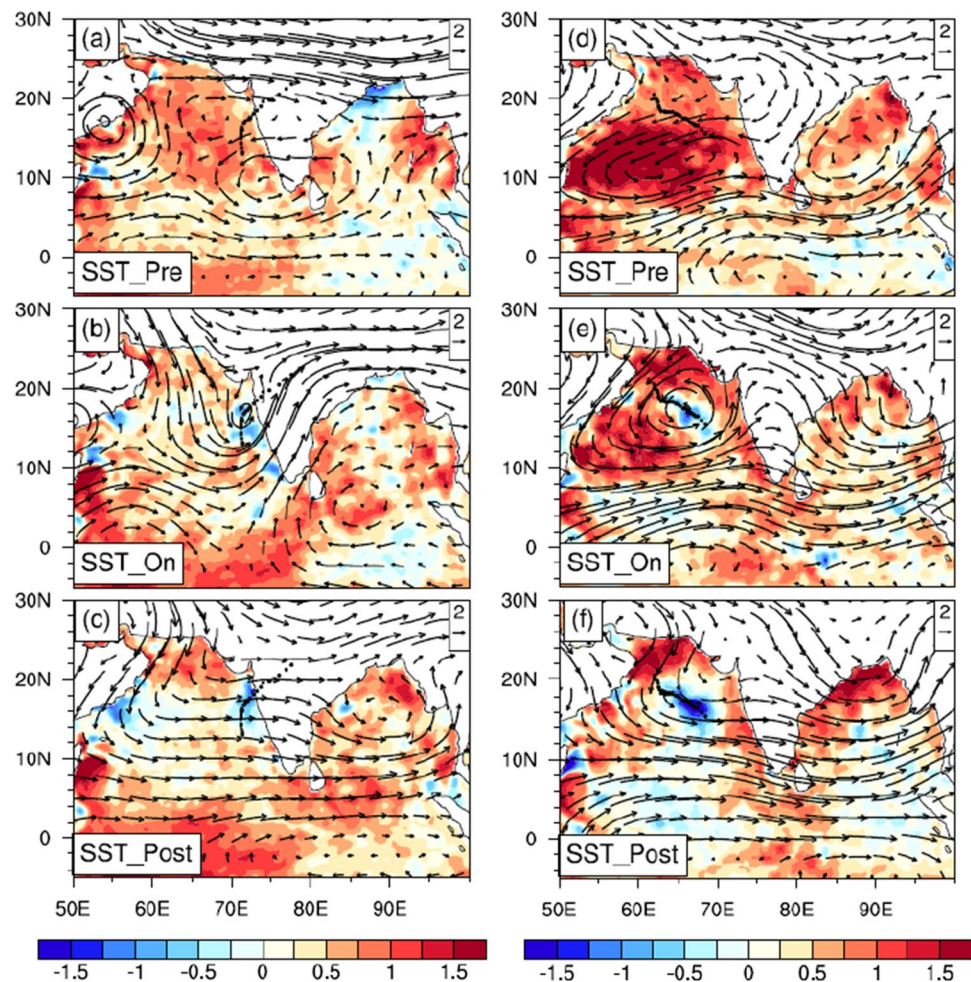 30N (a) 2 (d) 2
20N 20N
10N 10N
0 0
SST_Pre SST_Pre
30N (b) 2 30N (e) 2
20N 20N
10N 10N
0 0
SST_On SST_On
30N (c) 2 30N (f) 2
20N 20N
10N 10N
0 0
SST_Post SST_Post
50E 60E 70E 80E 90E 50E 60E 70E 80E 90E
-1.5 -1 -0.5 0 0.5 1 1.5 -1.5 -1 -0.5 0 0.5 1 1.5